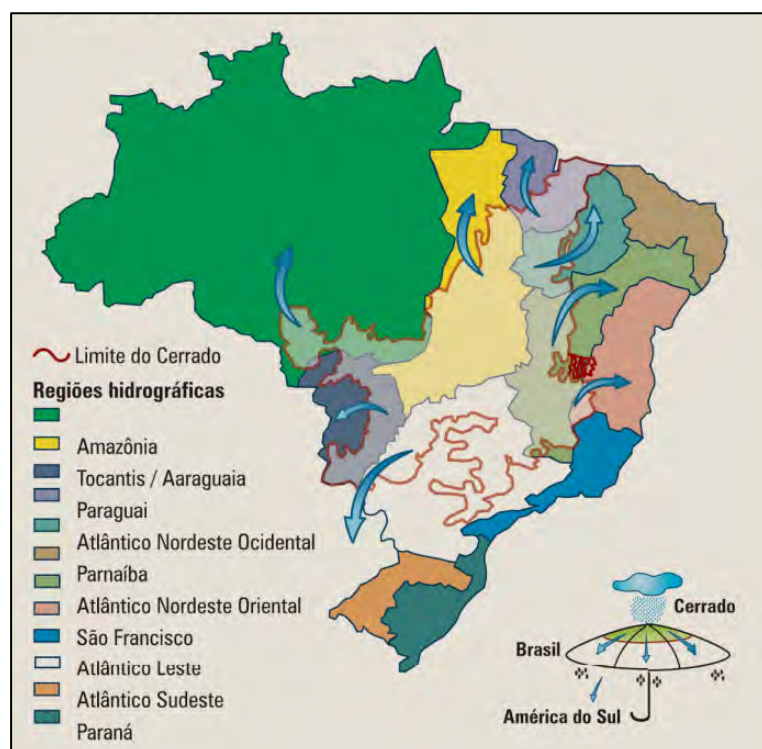 Limite do Cerrado
Regiões hidrográficas
Amazônia
Tocantis / Aaraguaia
Paraguai
Atlântico Nordeste Ocidental
Parnaíba
Atlântico Nordeste Oriental
São Francisco
Atlântico Leste
Atlântico Sudeste
Paraná
Cerrado
Brasil
América do Sul